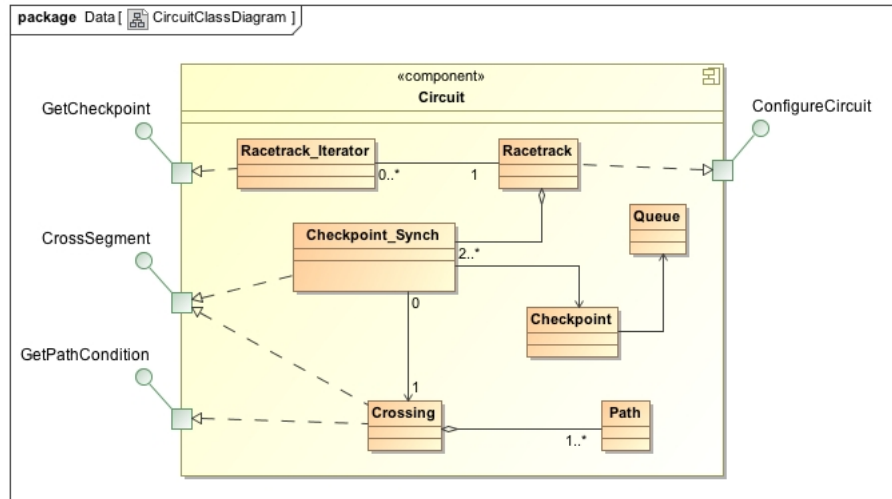 package Data [ CircuitClassDiagram ]
«component»
Circuit
GetCheckpoint
ConfigureCircuit
Racetrack_Iterator
Racetrack
0..*
1
Queue
CrossSegment
Checkpoint_Synch
2..*
0
Checkpoint
GetPathCondition
1
Crossing
Path
1..*